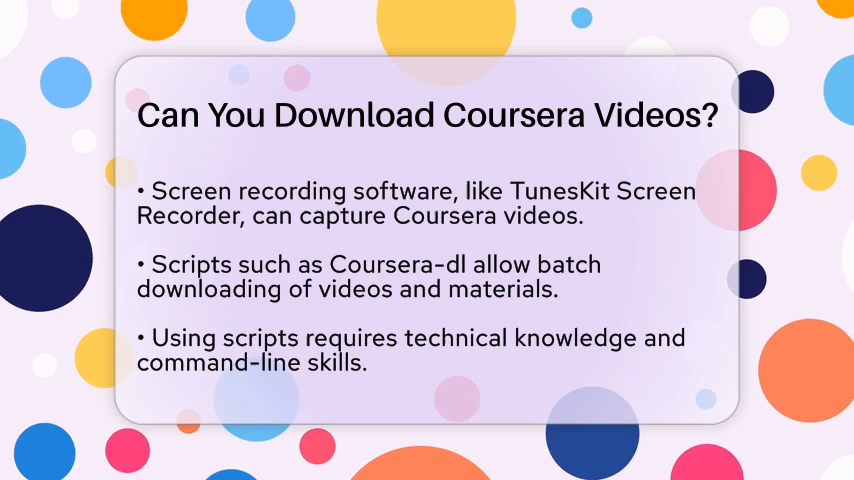 Can You Download Coursera Videos?
• Screen recording software, like TunesKit Screen
Recorder, can capture Coursera videos.
• Scripts such as Coursera-dl allow batch
downloading of videos and materials.
• Using scripts requires technical knowledge and
command-line skills.